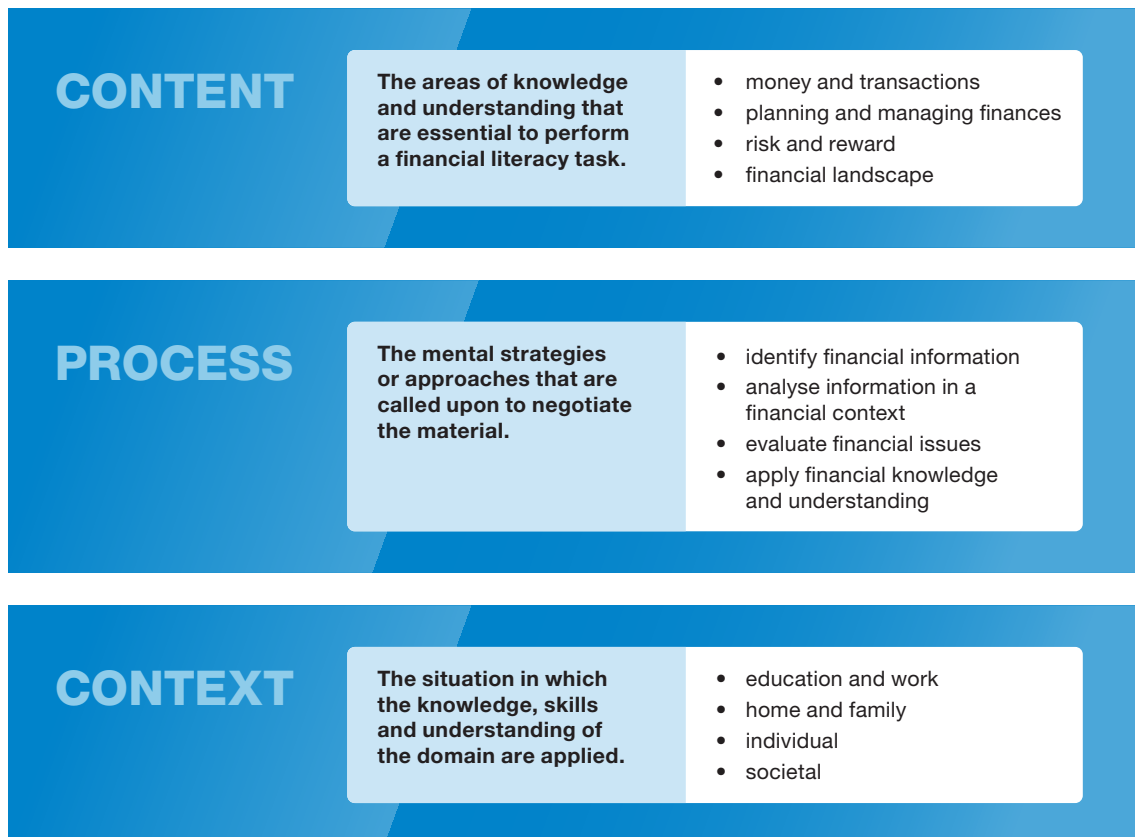 CONTENT
The areas of knowledge
and understanding that
are essential to perform
a financial literacy task.
• money and transactions
• planning and managing finances
• risk and reward
• financial landscape
PROCESS
The mental strategies
or approaches that are
called upon to negotiate
the material.
• identify financial information
• analyse information in a
financial context
• evaluate financial issues
• apply financial knowledge
and understanding
CONTEXT
The situation in which
the knowledge, skills
and understanding of
the domain are applied.
• education and work
• home and family
• individual
• societal